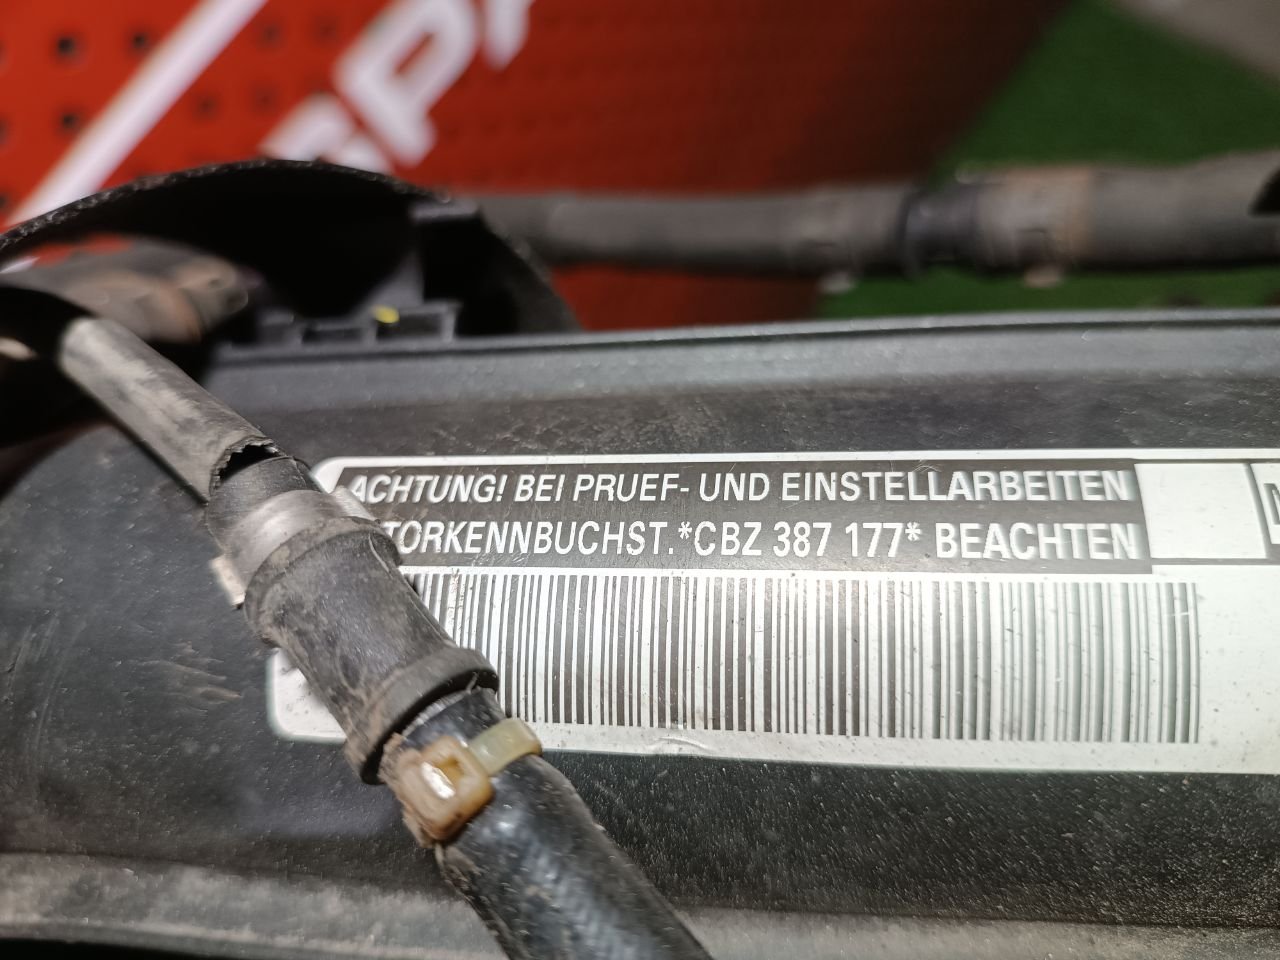 ACHTUNG! BEI PRUEF- UND EINSTELLARBEITEN
TORKENNBUCHST.*CBZ 387 177* BEACHTEN